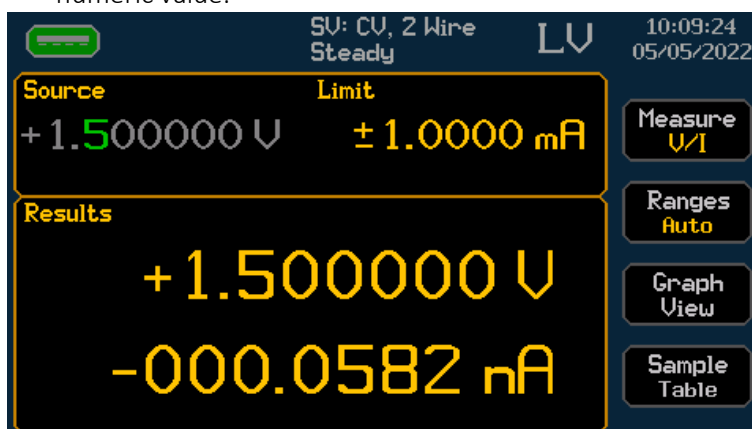 numeric value.
SV: CV, 2 Wire
Steady
LV
10:09:24
05/05/2022
Source
Limit
+1.500000 V
±1.0000 mA
Results
+1.500000 V
-000.0582 nA
Measure
V/I
Ranges
Auto
Graph
View
Sample
Table